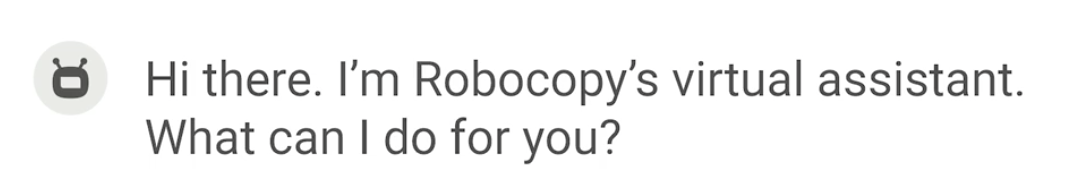 Hi there. I’m Robocopy’s virtual assistant.
What can I do for you?